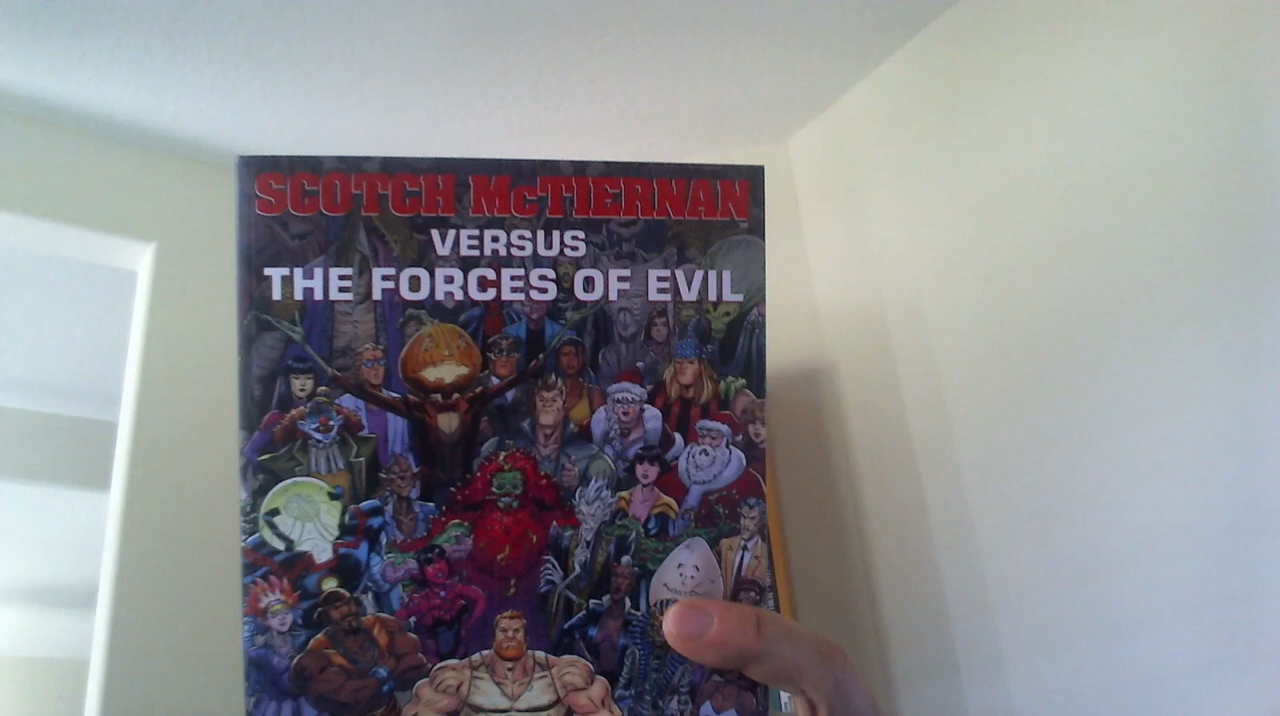 SCOTCH McTIERNAN
VERSUS
THE FORCES OF EVIL